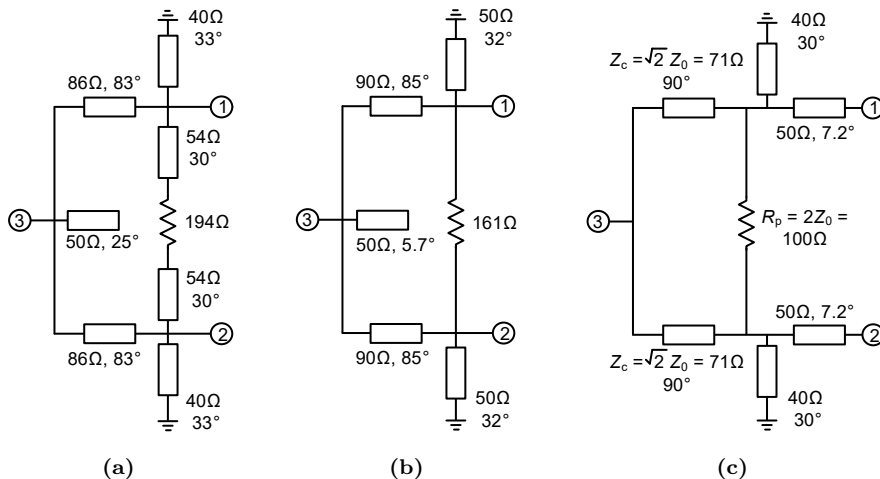 40Ω
33°
86Ω, 83°
1
54Ω
30°
3
194Ω
50Ω, 25°
54Ω
30°
2
86Ω, 83°
40Ω
33°
(a)
50Ω
32°
90Ω, 85°
1
3
161Ω
50Ω, 5.7°
2
90Ω, 85°
50Ω
32°
(b)
40Ω
30°
Zc = √2 Z0 = 71Ω
90°
1
50Ω, 7.2°
3
Rp = 2Z0 =
100Ω
50Ω, 7.2°
2
Zc = √2 Z0 = 71Ω
90°
40Ω
30°
(c)